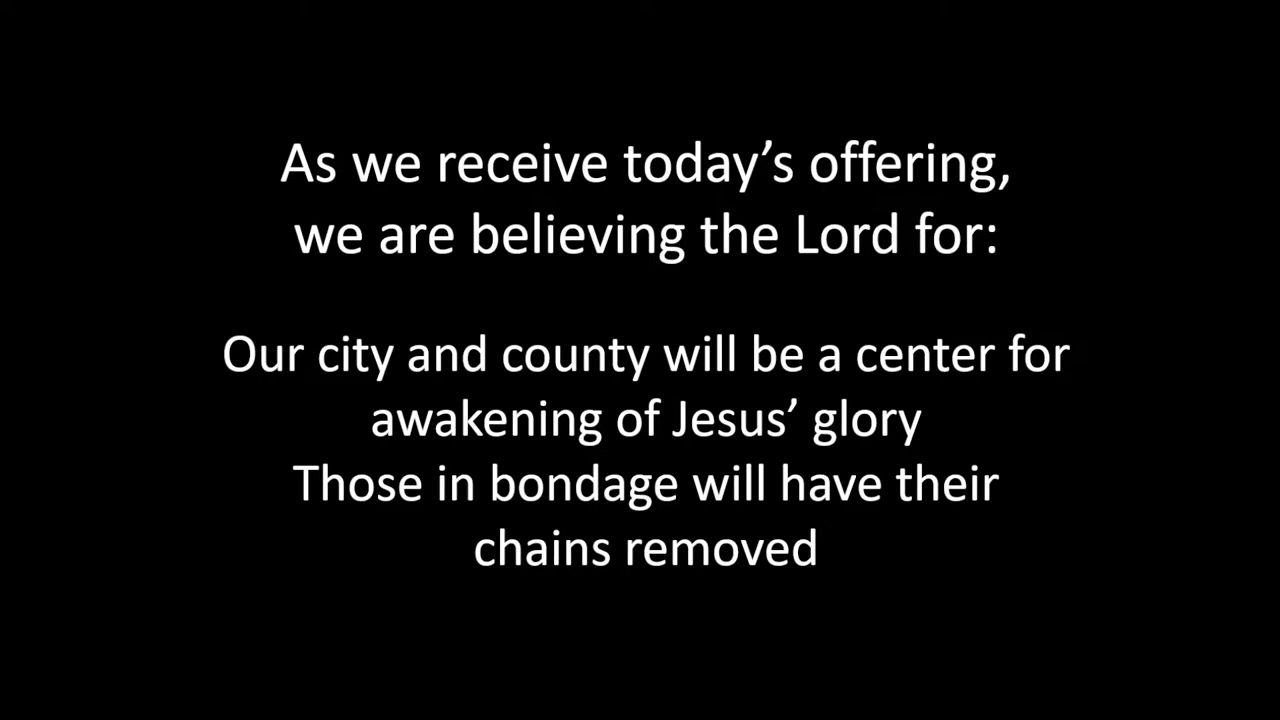 As we receive today’s offering,
we are believing the Lord for:
Our city and county will be a center for
awakening of Jesus’ glory
Those in bondage will have their
chains removed